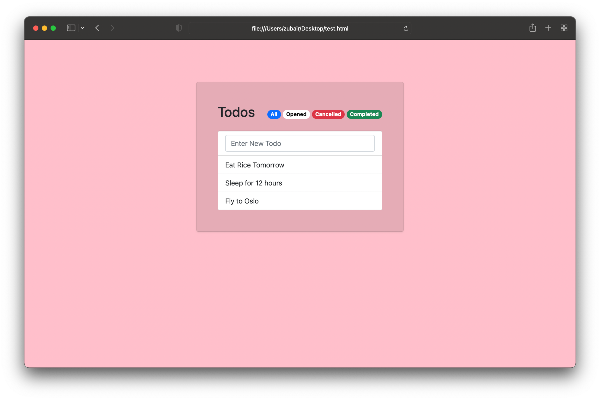 file:///Users/zubair/Desktop/test.html
Todos All Opened Cancelled Completed
Enter New Todo
Eat Rice Tomorrow
Sleep for 12 hours
Fly to Oslo